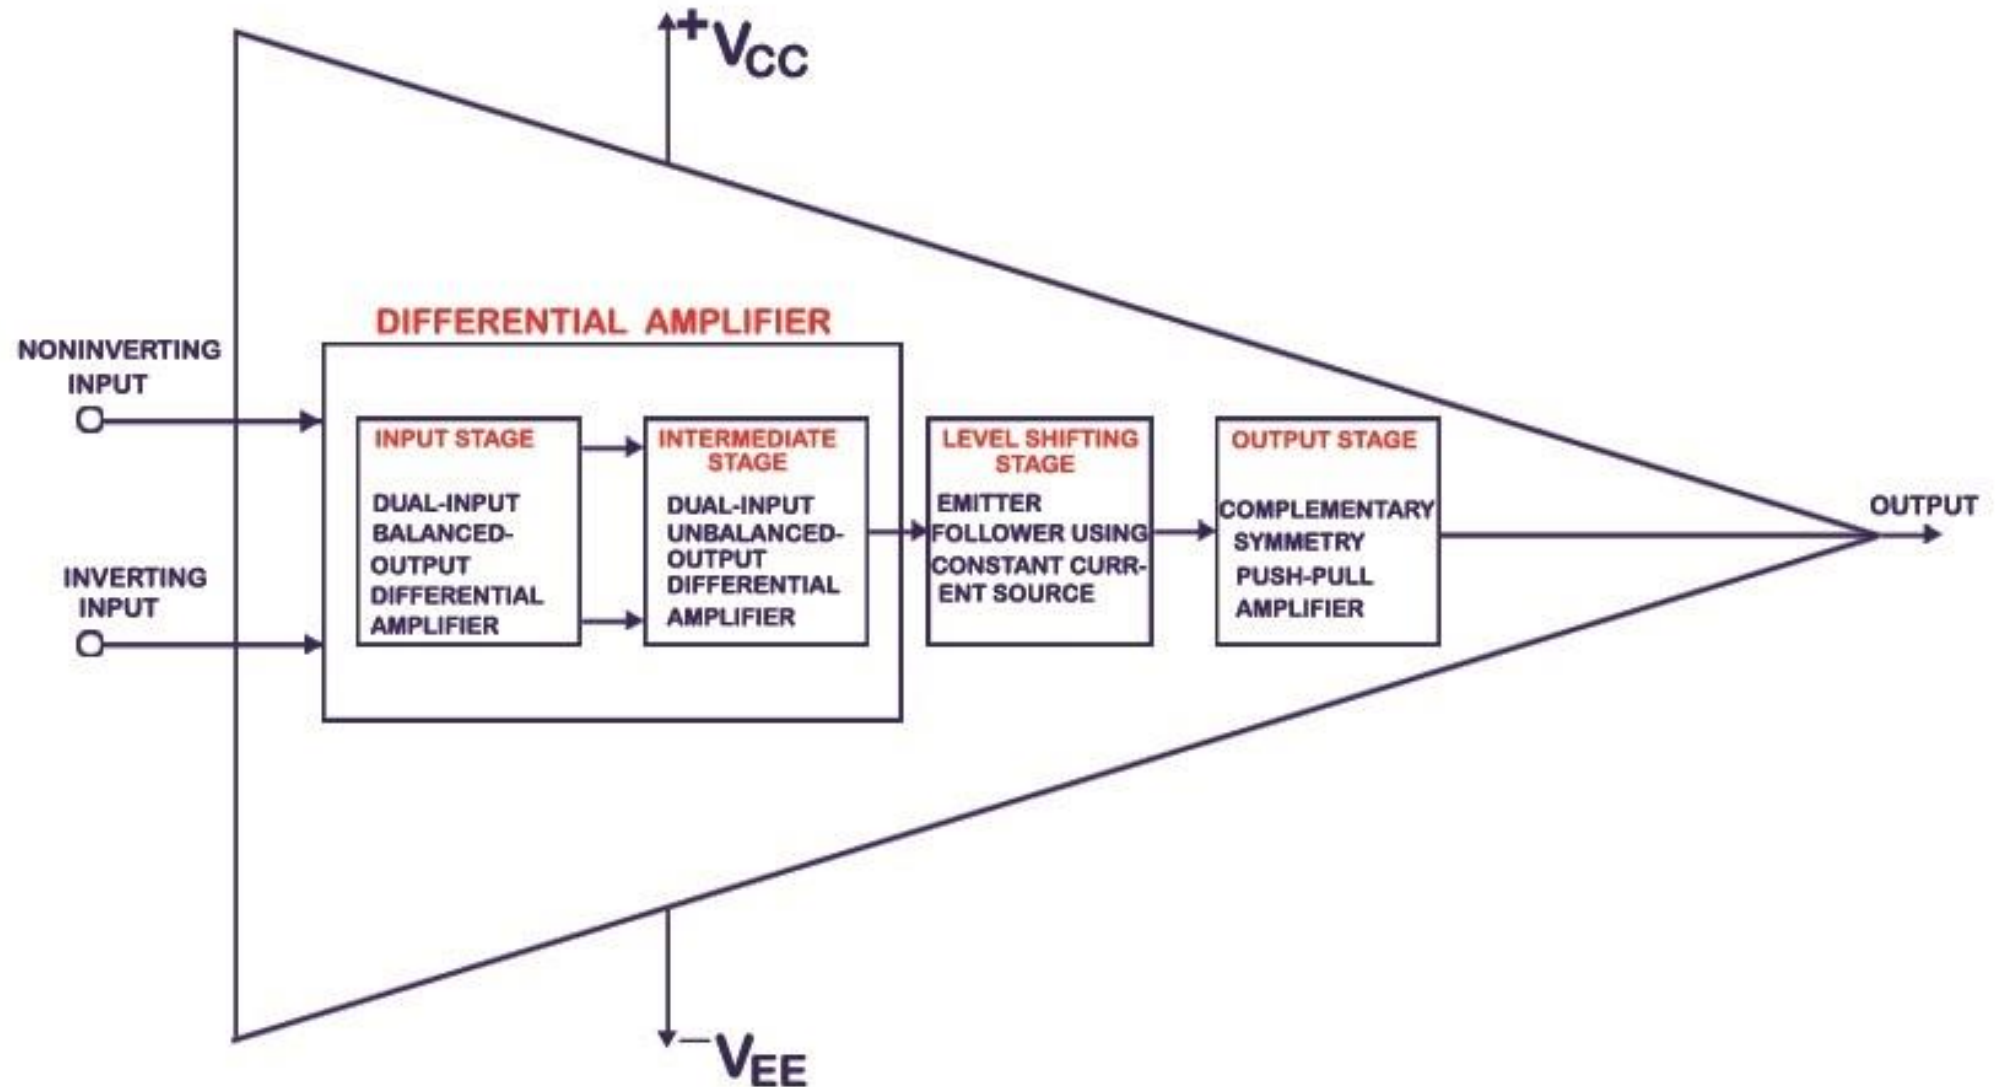 +VCC
DIFFERENTIAL AMPLIFIER
NONINVERTING
INPUT
INVERTING
INPUT
INPUT STAGE
DUAL-INPUT
BALANCED-
OUTPUT
DIFFERENTIAL
AMPLIFIER
INTERMEDIATE
STAGE
DUAL-INPUT
UNBALANCED-
OUTPUT
DIFFERENTIAL
AMPLIFIER
LEVEL SHIFTING
STAGE
EMITTER
FOLLOWER USING
CONSTANT CURR-
ENT SOURCE
OUTPUT STAGE
COMPLEMENTARY
SYMMETRY
PUSH-PULL
AMPLIFIER
OUTPUT
−VEE